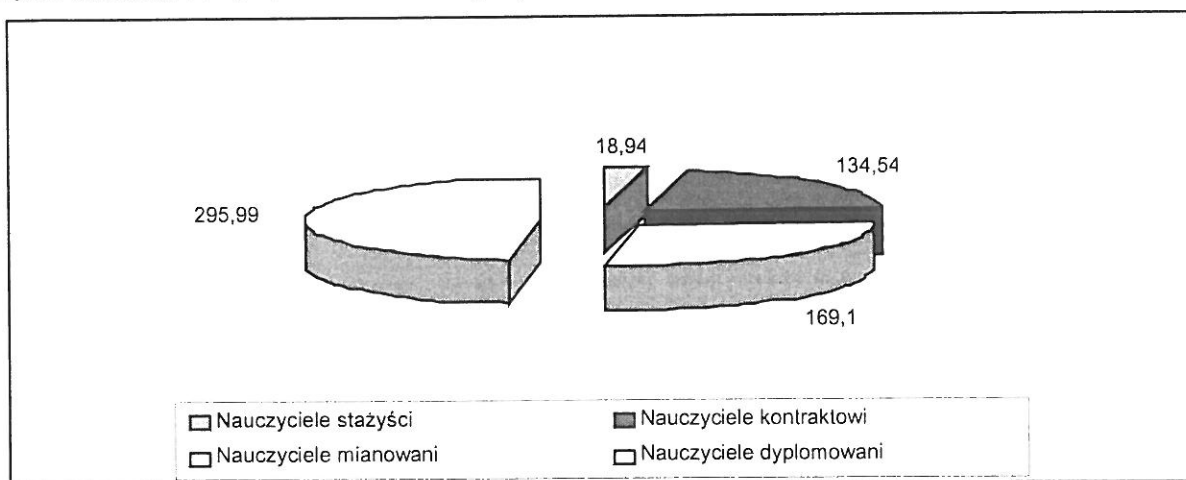 18,94
134,54
295,99
169,1
Nauczyciele stażyści
Nauczyciele kontraktowi
Nauczyciele mianowani
Nauczyciele dyplomowani